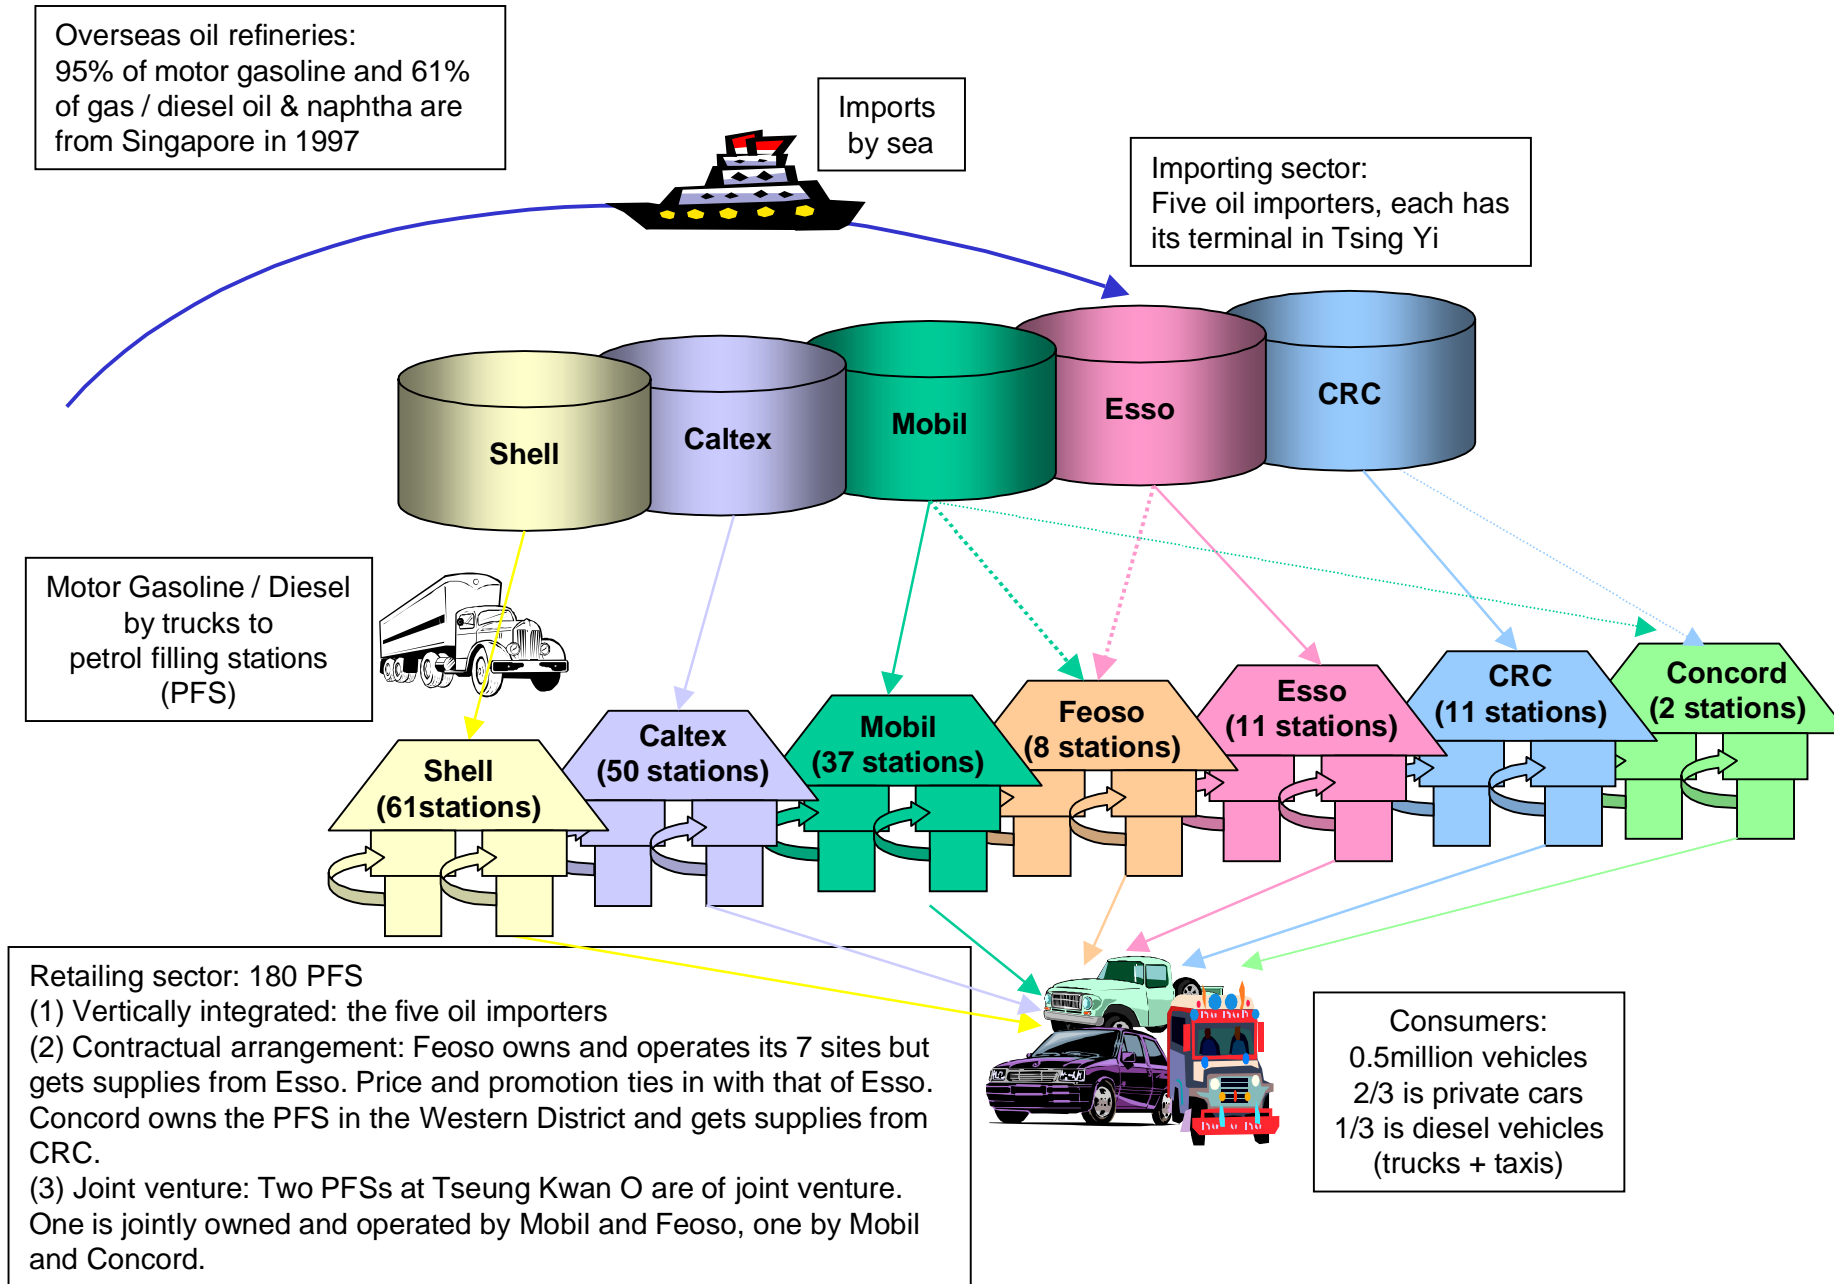 Overseas oil refineries:
95% of motor gasoline and 61%
of gas / diesel oil & naphtha are
from Singapore in 1997
Imports
by sea
Importing sector:
Five oil importers, each has
its terminal in Tsing Yi
Shell
Caltex
Mobil
Esso
CRC
Motor Gasoline / Diesel
by trucks to
petrol filling stations
(PFS)
Shell
(61stations)
Caltex
(50 stations)
Mobil
(37 stations)
Feoso
(8 stations)
Esso
(11 stations)
CRC
(11 stations)
Concord
(2 stations)
Retailing sector: 180 PFS
(1) Vertically integrated: the five oil importers
(2) Contractual arrangement: Feoso owns and operates its 7 sites but
gets supplies from Esso. Price and promotion ties in with that of Esso.
Concord owns the PFS in the Western District and gets supplies from
CRC.
(3) Joint venture: Two PFSs at Tseung Kwan O are of joint venture.
One is jointly owned and operated by Mobil and Feoso, one by Mobil
and Concord.
Consumers:
0.5million vehicles
2/3 is private cars
1/3 is diesel vehicles
(trucks + taxis)